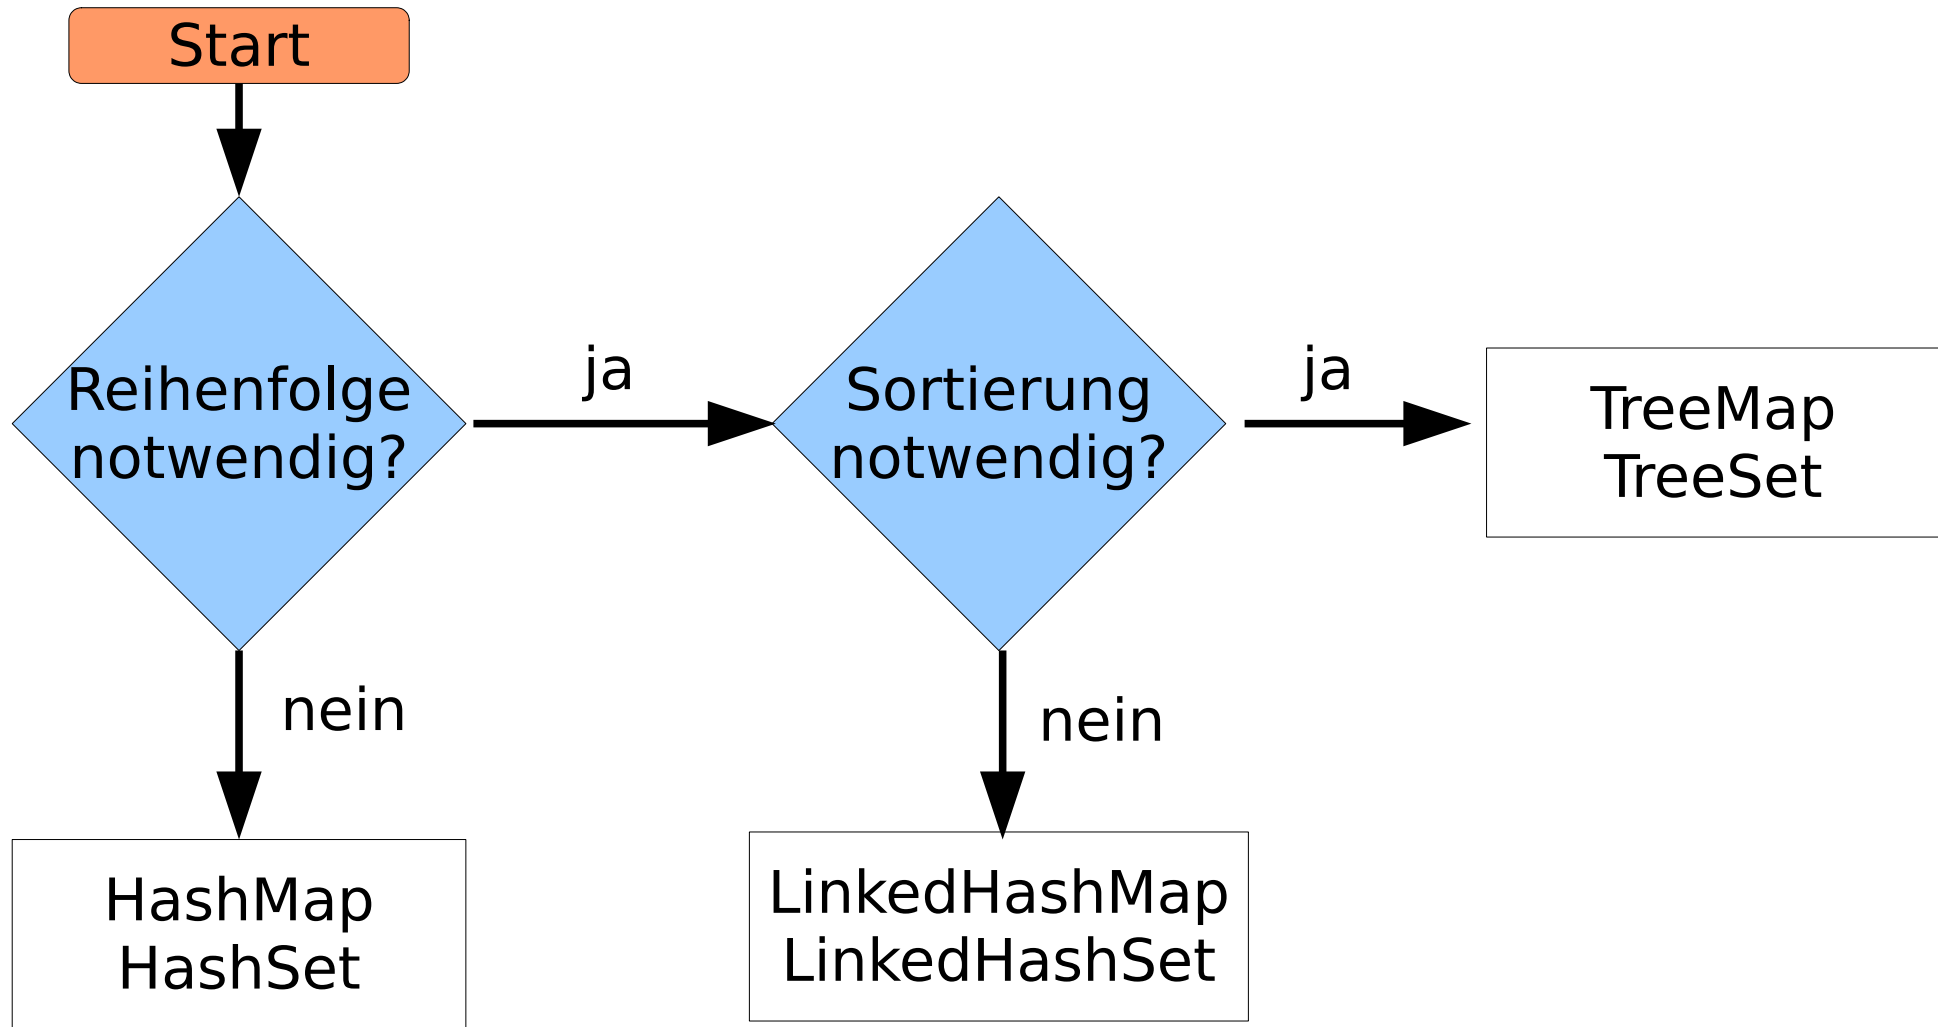 Start
Reihenfolge
notwendig?
ja
Sortierung
notwendig?
ja
TreeMap
TreeSet
nein
nein
HashMap
HashSet
LinkedHashMap
LinkedHashSet